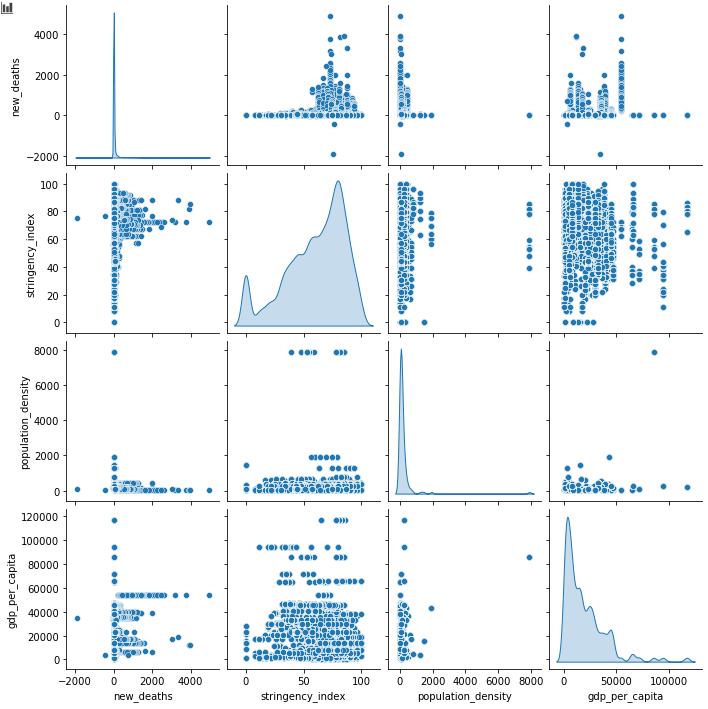 new_deaths
4000
2000
0
−2000
stringency_index
100
80
60
40
20
0
population_density
8000
6000
4000
2000
0
gdp_per_capita
120000
100000
80000
60000
40000
20000
0
−2000 0 2000 4000
0 50 100
0 2000 4000 6000 8000
0 50000 100000
new_deaths stringency_index population_density gdp_per_capita